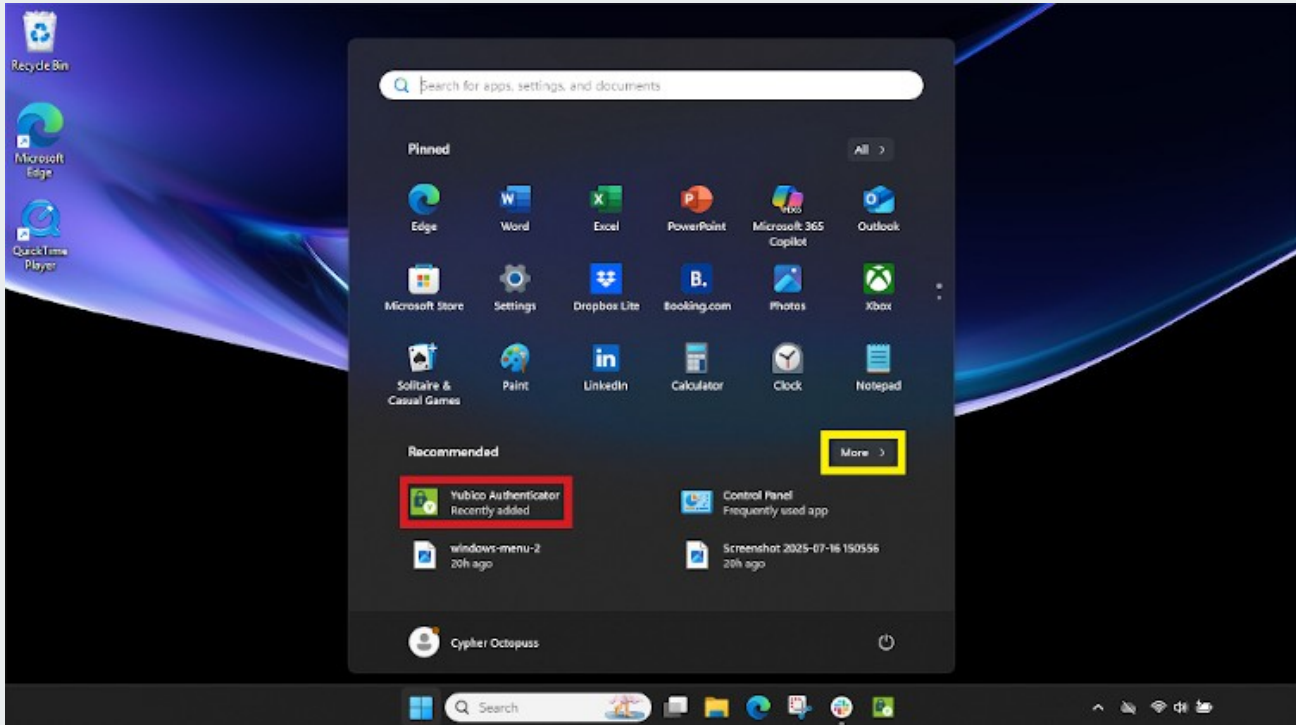 Recycle Bin
Microsoft
Edge
QuickTime
Player
Search for apps, settings, and documents
Pinned
All
Edge
Word
Excel
PowerPoint
Microsoft 365
Copilot
Outlook
Microsoft Store
Settings
Dropbox Lite
Booking.com
Photos
Xbox
Solitaire &
Casual Games
Paint
LinkedIn
Calculator
Clock
Notepad
Recommended
More
Yubico Authenticator
Recently added
Control Panel
Frequently used app
windows-menu-2
20h ago
Screenshot 2025-07-16 150556
20h ago
Cypher Octopuss
Search